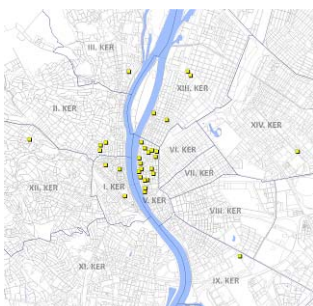 III. KER
XIII. KER
II. KER
XIV. KER
VI. KER
VII. KER
XII. KER
I. KER
V. KER
VIII. KER
XI. KER
IX. KER